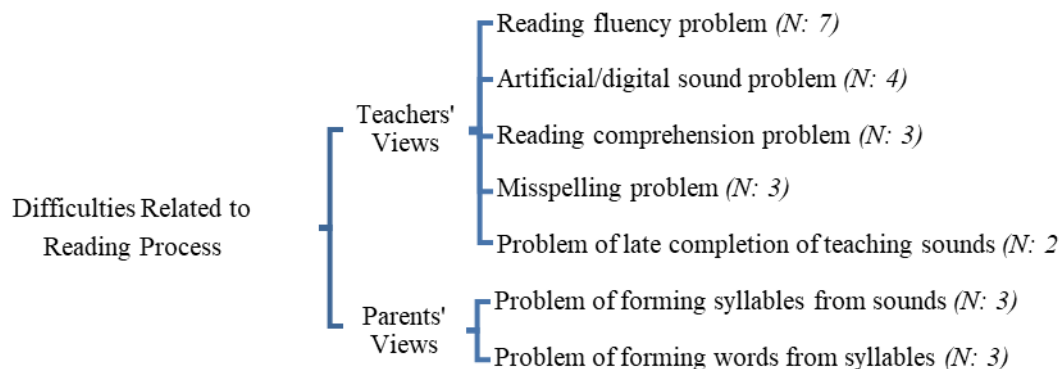 Difficulties Related to
Reading Process
Teachers'
Views
Reading fluency problem (N: 7)
Artificial/digital sound problem (N: 4)
Reading comprehension problem (N: 3)
Misspelling problem (N: 3)
Problem of late completion of teaching sounds (N: 2
Parents'
Views
Problem of forming syllables from sounds (N: 3)
Problem of forming words from syllables (N: 3)